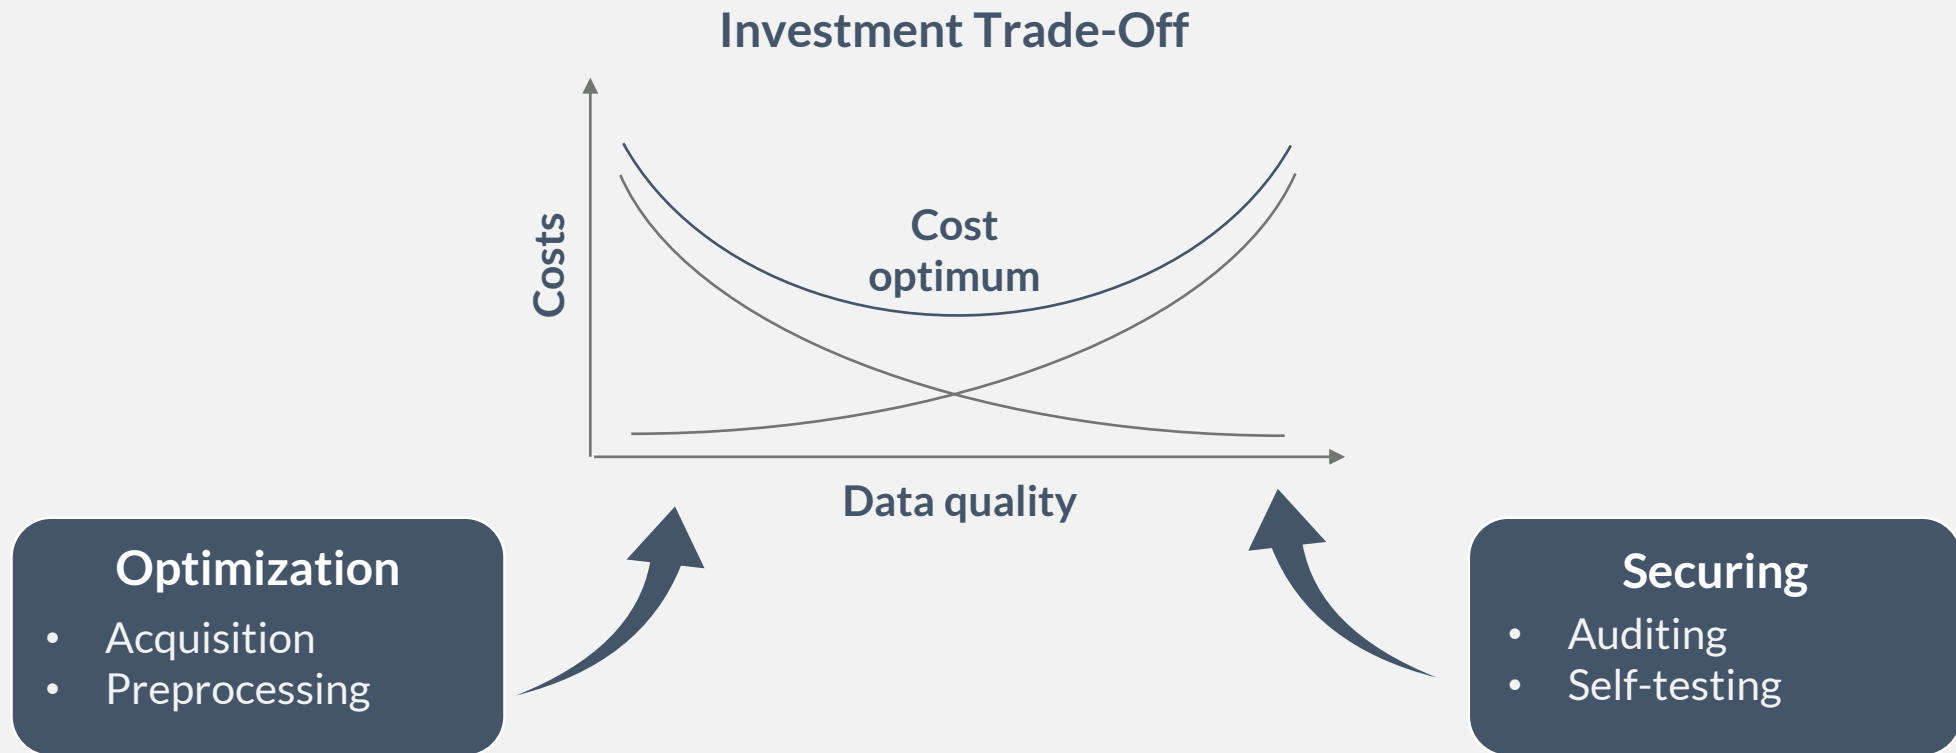 Investment Trade-Off
Costs
Cost
optimum
Data quality
Optimization
• Acquisition
• Preprocessing
Securing
• Auditing
• Self-testing